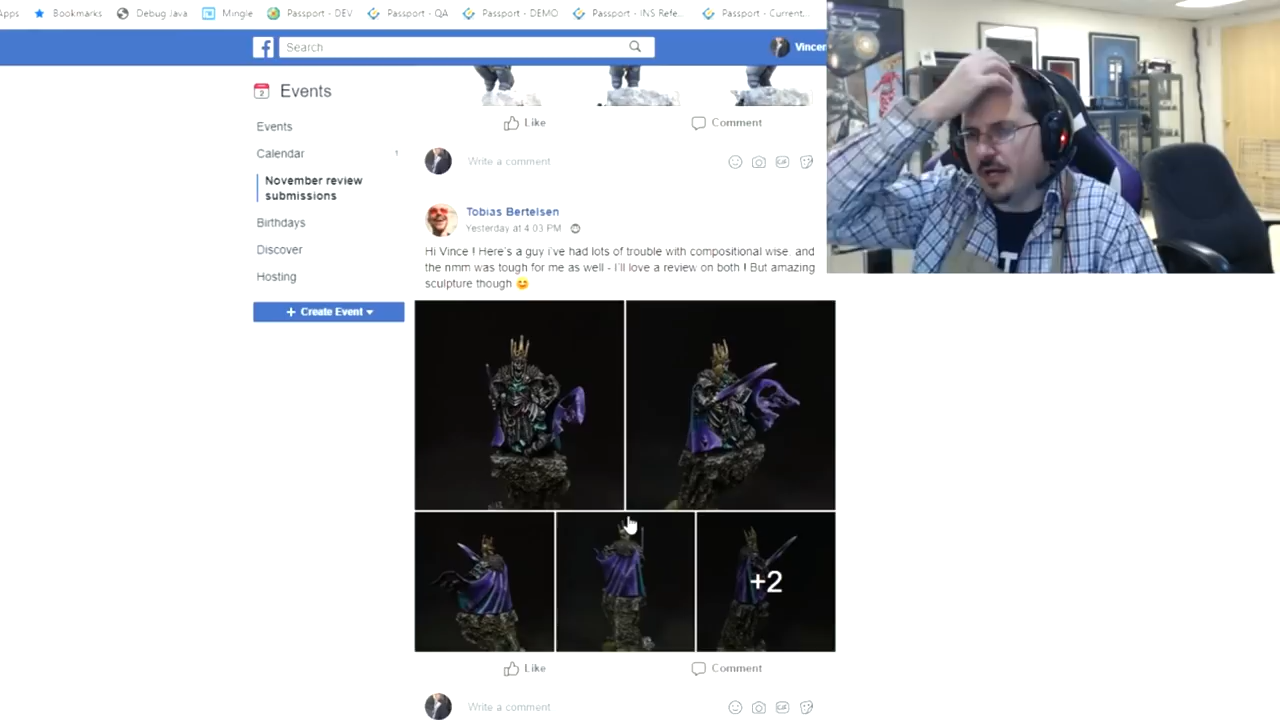 Apps Bookmarks Debug Java Mingle Passport - DEV Passport - QA Passport - DEMO Passport - INS Refe... Passport - Current,...
Search
Vincen
Events
Events
Calendar 1
November review
submissions
Birthdays
Discover
Hosting
+ Create Event
Like Comment
Write a comment
Tobias Bertelsen
Yesterday at 4:03 PM
Hi Vince ! Here's a guy i've had lots of trouble with compositional wise. and
the nmm was tough for me as well - I'll love a review on both ! But amazing
sculpture though
+2
Like Comment
Write a comment